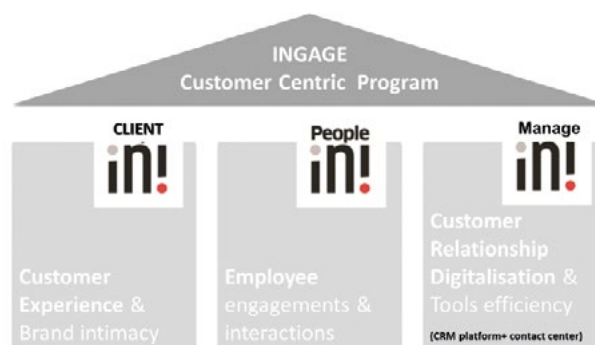 INGAGE
Customer Centric Program
CLIENT
in!
Customer
Experience &
Brand intimacy
People
in!
Employee
engagements &
interactions
Manage
in!
Customer
Relationship
Digitalisation &
Tools efficiency
(CRM platform+ contact center)